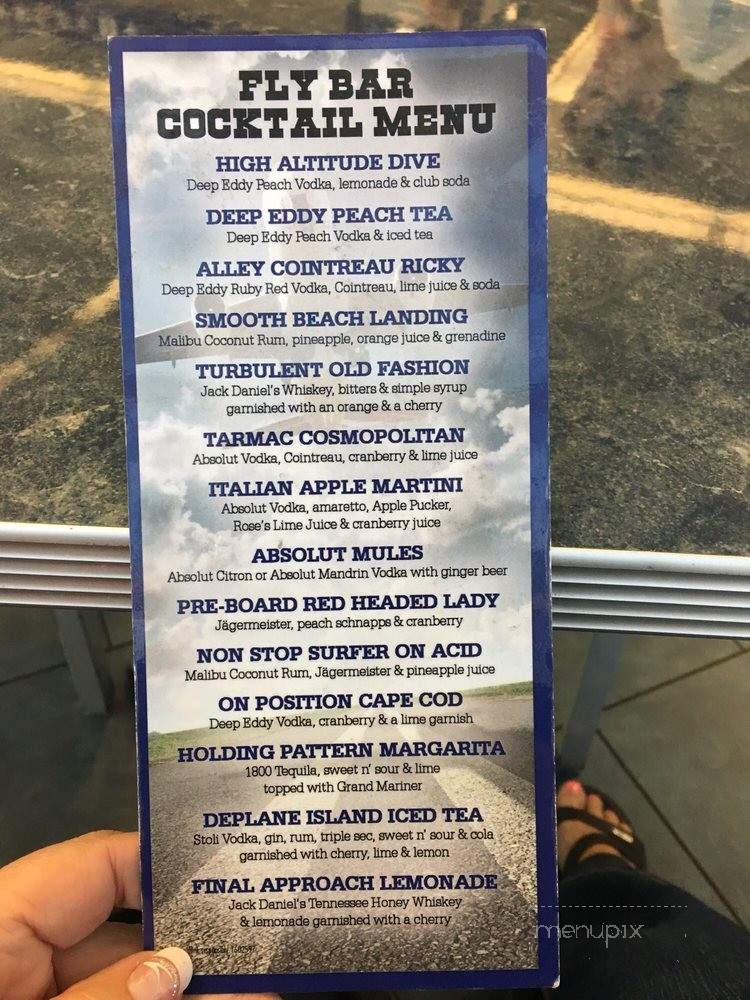 FLY BAR
COCKTAIL MENU
HIGH ALTITUDE DIVE
Deep Eddy Peach Vodka, lemonade & club soda
DEEP EDDY PEACH TEA
Deep Eddy Peach Vodka & iced tea
ALLEY COINTREAU RICKY
Deep Eddy Ruby Red Vodka, Cointreau, lime juice & soda
SMOOTH BEACH LANDING
Malibu Coconut Rum, pineapple, orange juice & grenadine
TURBULENT OLD FASHION
Jack Daniel's Whiskey, bitters & simple syrup
garnished with an orange & a cherry
TARMAC COSMOPOLITAN
Absolut Vodka, Cointreau, cranberry & lime juice
ITALIAN APPLE MARTINI
Absolut Vodka, amaretto, Apple Pucker,
Rose's Lime Juice & cranberry juice
ABSOLUT MULES
Absolut Citron or Absolut Mandrin Vodka with ginger beer
PRE-BOARD RED HEADED LADY
Jägermeister, peach schnapps & cranberry
NON STOP SURFER ON ACID
Malibu Coconut Rum, Jägermeister & pineapple juice
ON POSITION CAPE COD
Deep Eddy Vodka, cranberry & a lime garnish
HOLDING PATTERN MARGARITA
1800 Tequila, sweet n' sour & lime
topped with Grand Mariner
DEPLANE ISLAND ICED TEA
Stoli Vodka, gin, rum, triple sec, sweet n' sour & cola
garnished with cherry, lime & lemon
FINAL APPROACH LEMONADE
Jack Daniel's Tennessee Honey Whiskey
& lemonade garnished with a cherry
menupix